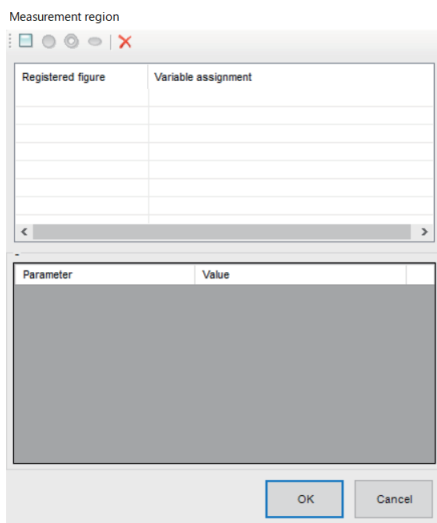 Measurement region
Registered figure Variable assignment
Parameter Value
OK Cancel